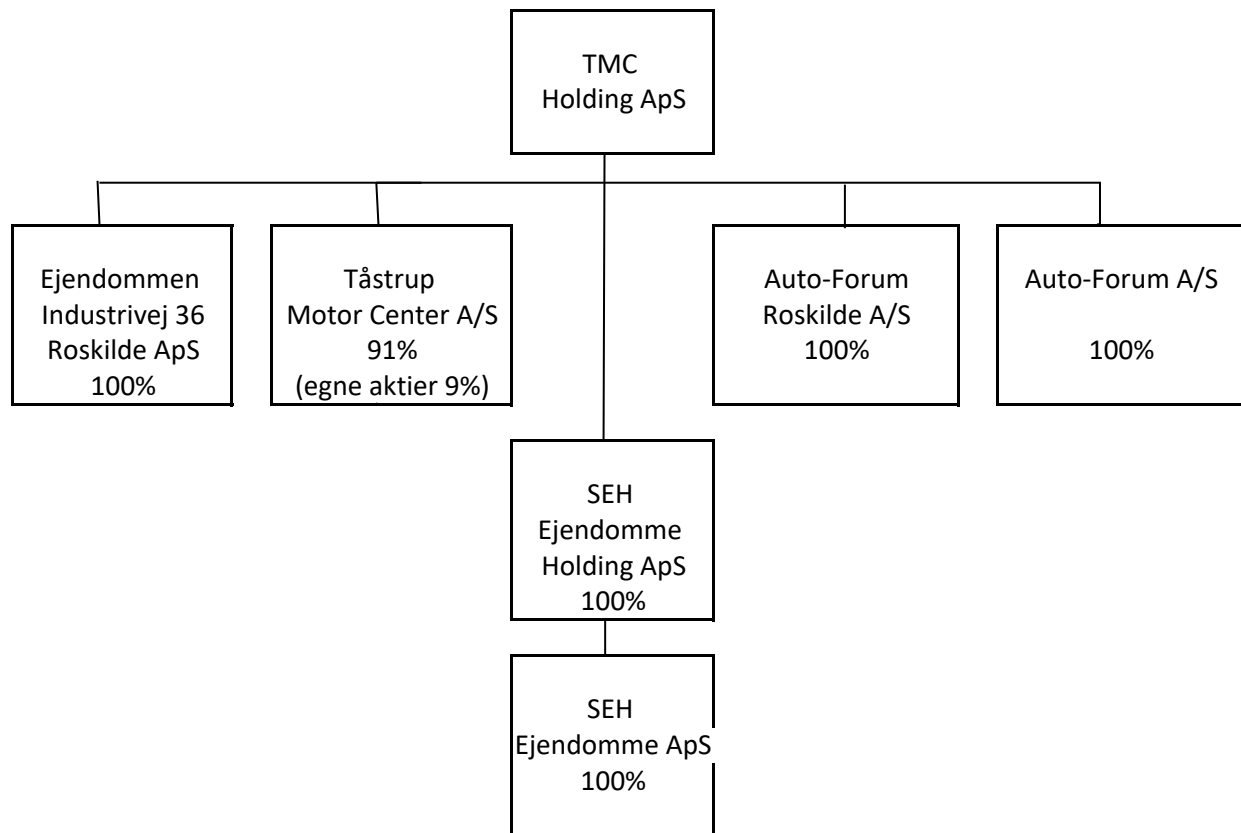 TMC
Holding ApS
Ejendommen
Industrivej 36
Roskilde ApS
100%
Tåstrup
Motor Center A/S
91%
(egne aktier 9%)
Auto-Forum
Roskilde A/S
100%
Auto-Forum A/S
100%
SEH
Ejendomme
Holding ApS
100%
SEH
Ejendomme ApS
100%